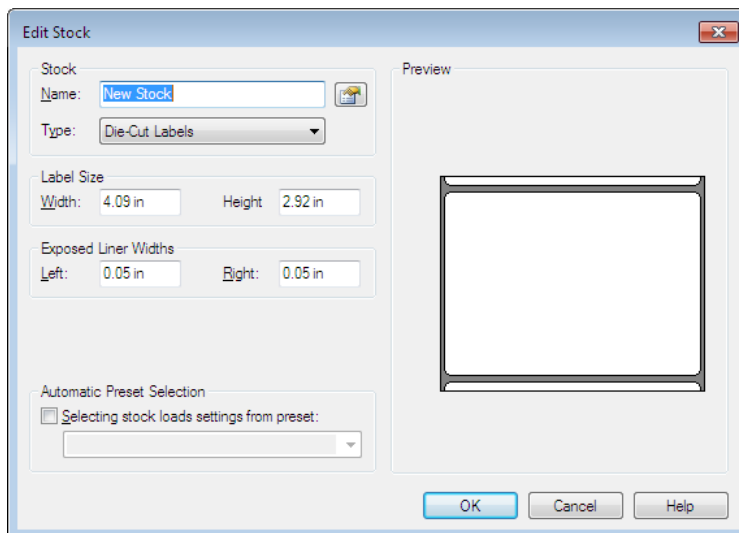 Edit Stock
Stock
Name: New Stock
Type: Die-Cut Labels
Label Size
Width: 4.09 in Height 2.92 in
Exposed Liner Widths
Left: 0.05 in Right: 0.05 in
Automatic Preset Selection
Selecting stock loads settings from preset:
Preview
OK Cancel Help